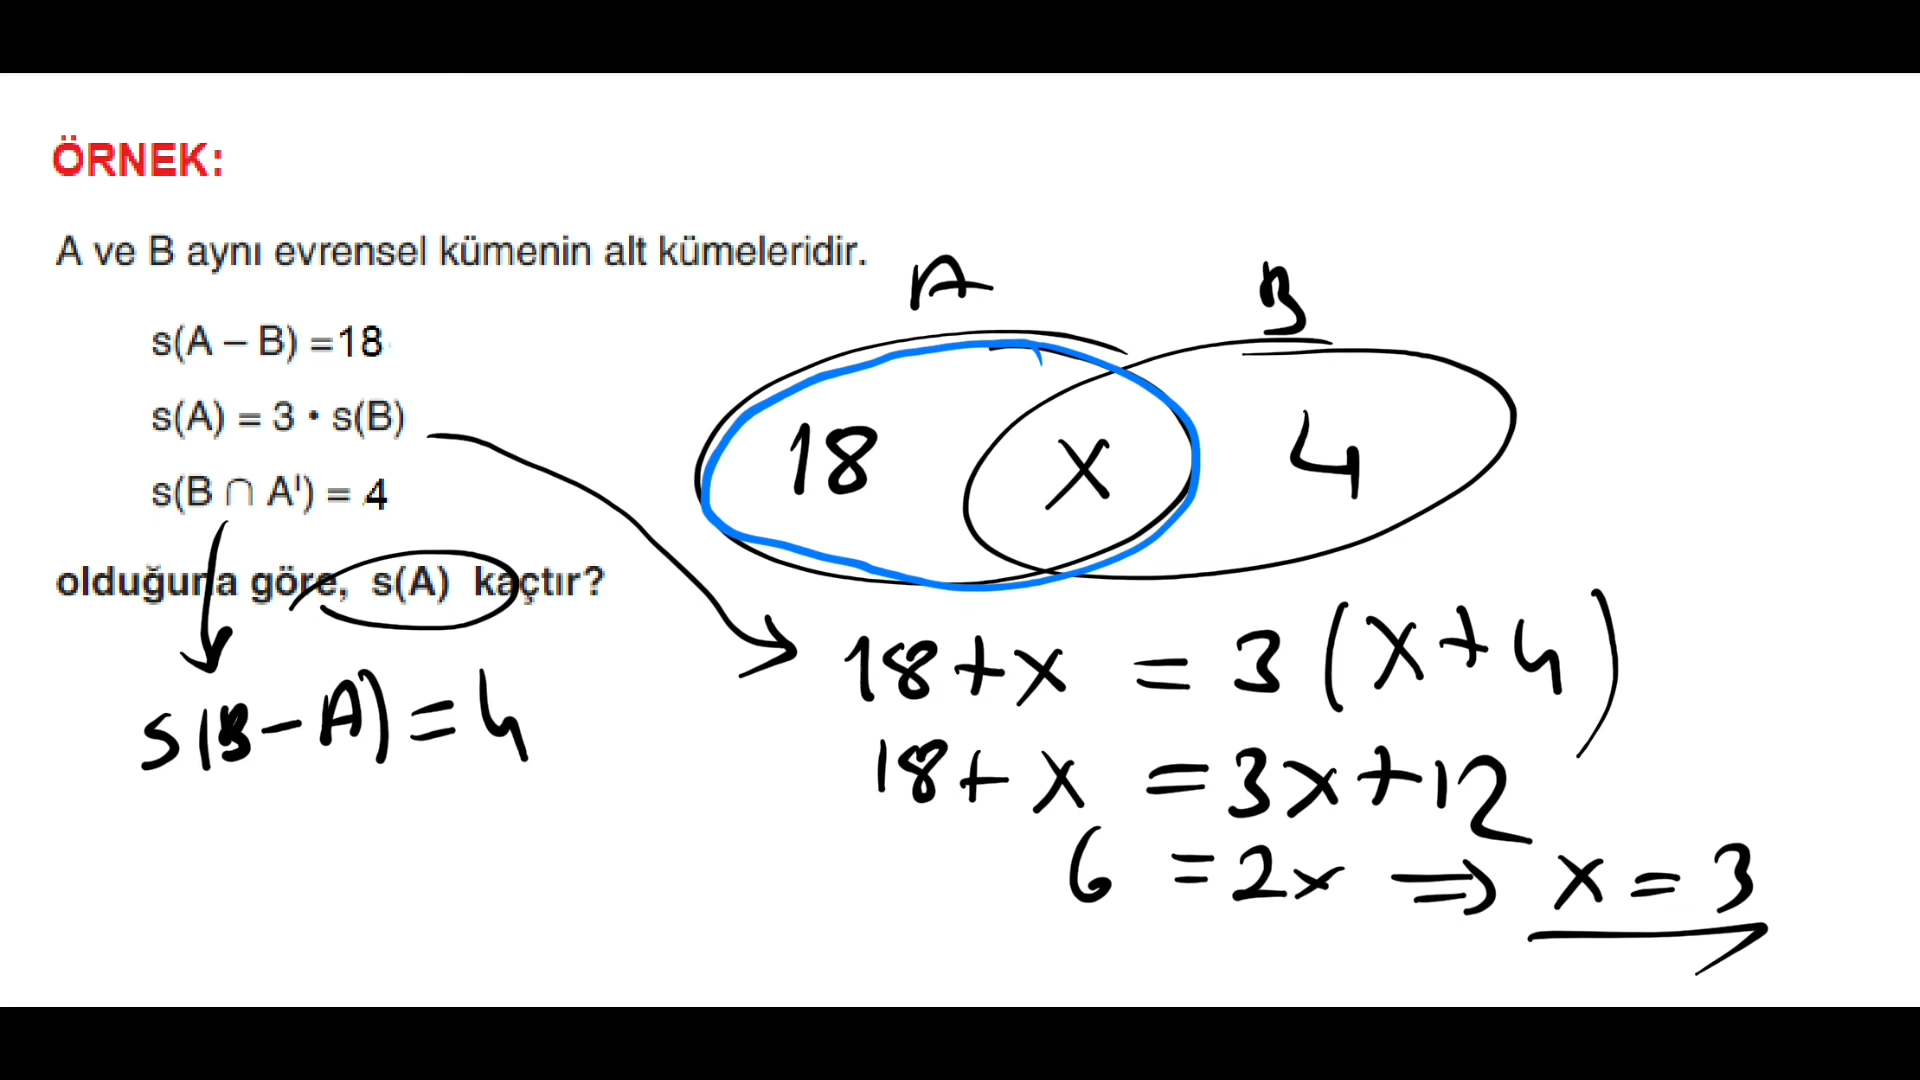 ÖRNEK:
A ve B aynı evrensel kümenin alt kümeleridir.
s(A – B) =18
s(A) = 3 • s(B)
s(B ∩ A') = 4
olduğuna göre, s(A) kaçtır?
s(B-A)=4
A B
18 x 4
18+x = 3(x+4)
18+x = 3x+12
6 = 2x ⇒ x = 3